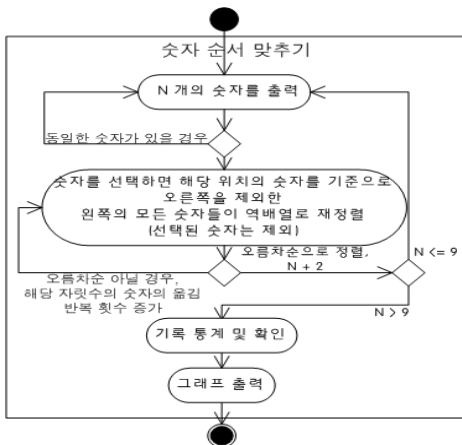 숫자 순서 맞추기
N 개의 숫자를 출력
동일한 숫자가 있을 경우
숫자를 선택하면 해당 위치의 숫자를 기준으로
오른쪽을 제외한
왼쪽의 모든 숫자들이 역배열로 재정렬
(선택된 숫자는 제외)
오름차순으로 정렬,
N + 2
N <= 9
오름차순 아닐 경우,
해당 자릿수의 숫자의 옮김
반복 횟수 증가
N > 9
기록 통계 및 확인
그래프 출력